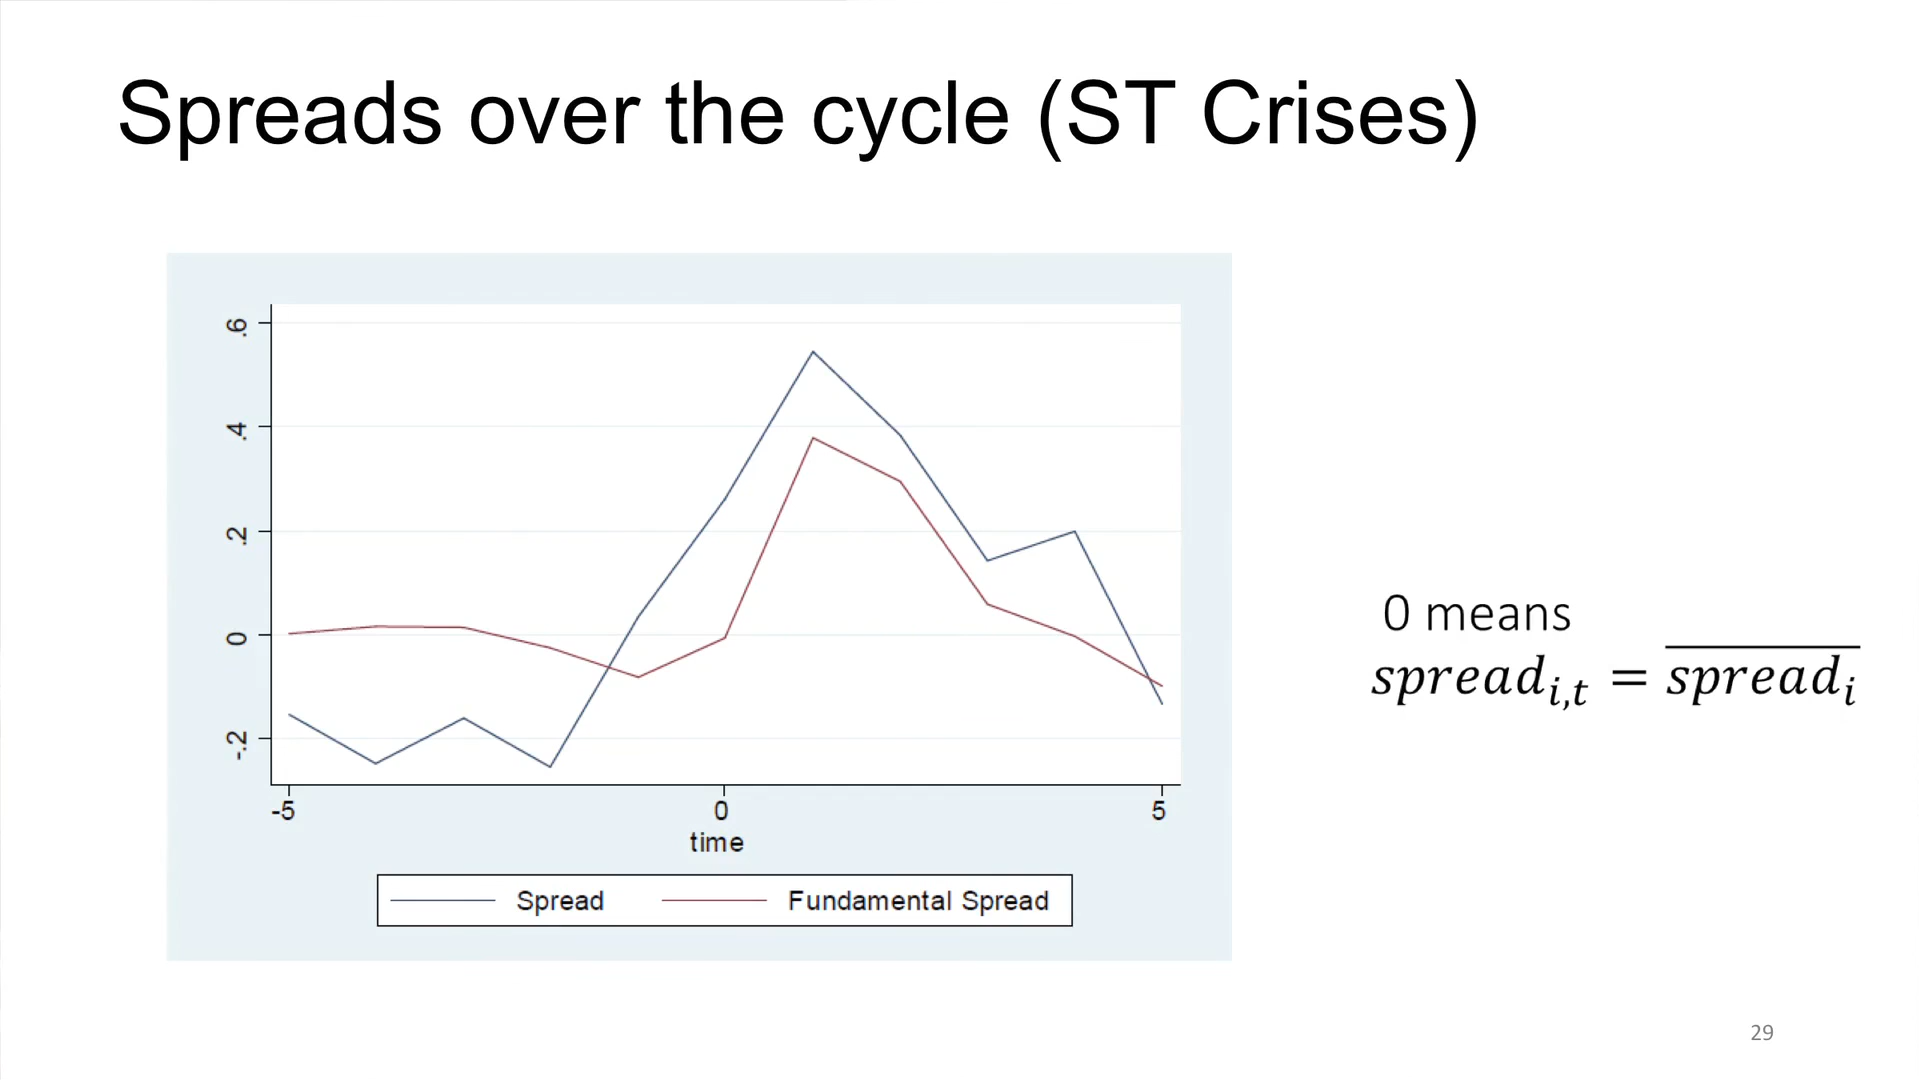 Spreads over the cycle (ST Crises)
.6
.4
.2
0
-.2
-5 0 5
time
Spread Fundamental Spread
0 means
spread_{i,t} = \overline{spread_i}
29